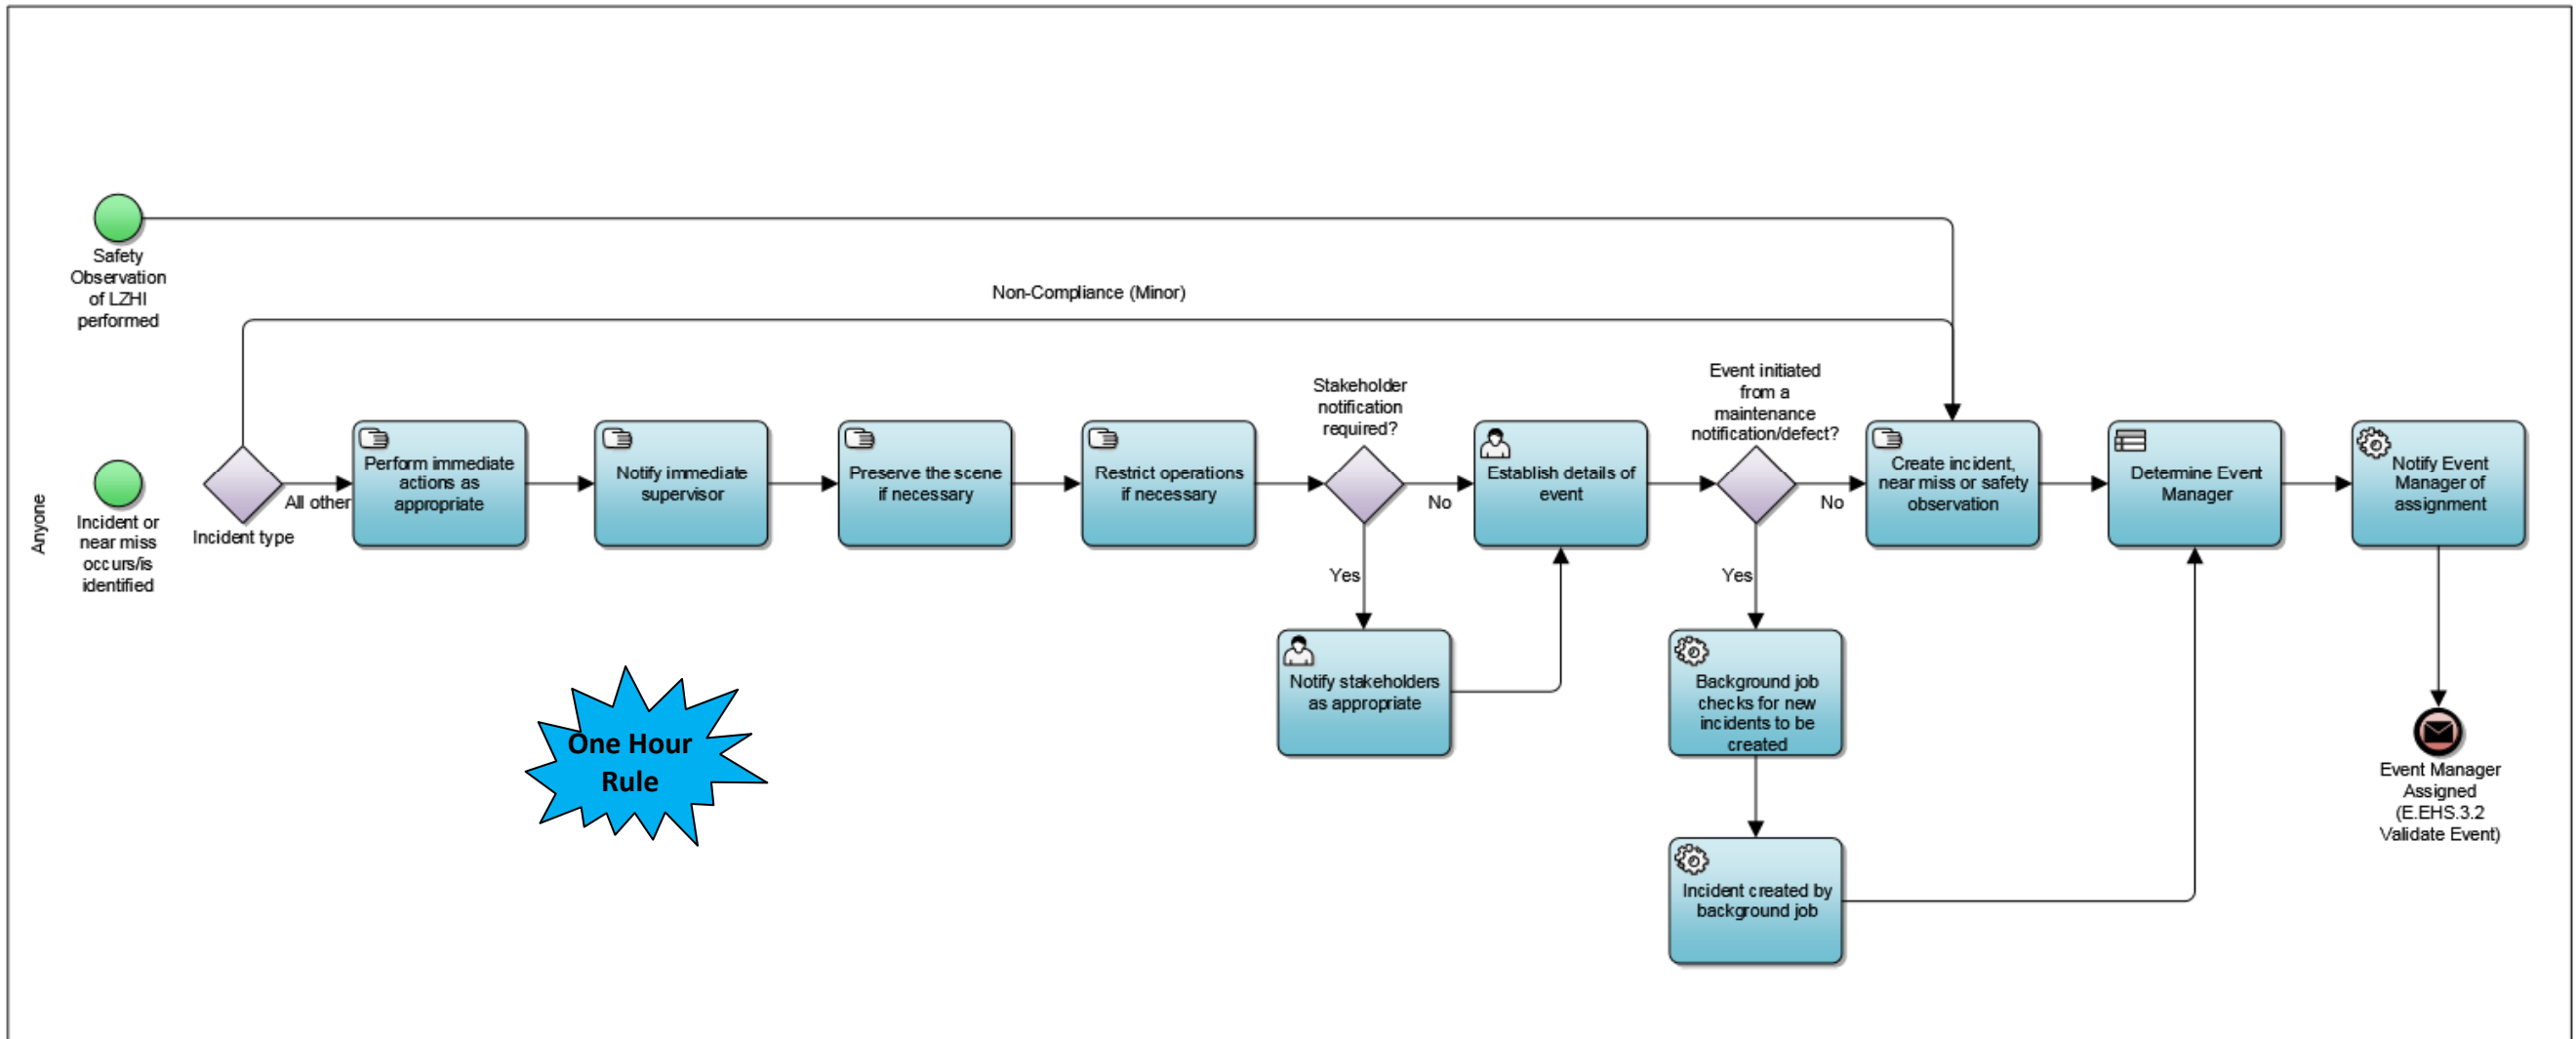 Safety
Observation
of LZHI
performed
Non-Compliance (Minor)
Anyone
Incident or
near miss
occurs/is
identified
Incident type
All other
Perform immediate
actions as
appropriate
Notify immediate
supervisor
Preserve the scene
if necessary
Restrict operations
if necessary
Stakeholder
notification
required?
No
Yes
Notify stakeholders
as appropriate
Establish details of
event
Event initiated
from a
maintenance
notification/defect?
No
Yes
Background job
checks for new
incidents to be
created
Incident created by
background job
Create incident,
near miss or safety
observation
Determine Event
Manager
Notify Event
Manager of
assignment
Event Manager
Assigned
(E.EHS.3.2
Validate Event)
One Hour
Rule